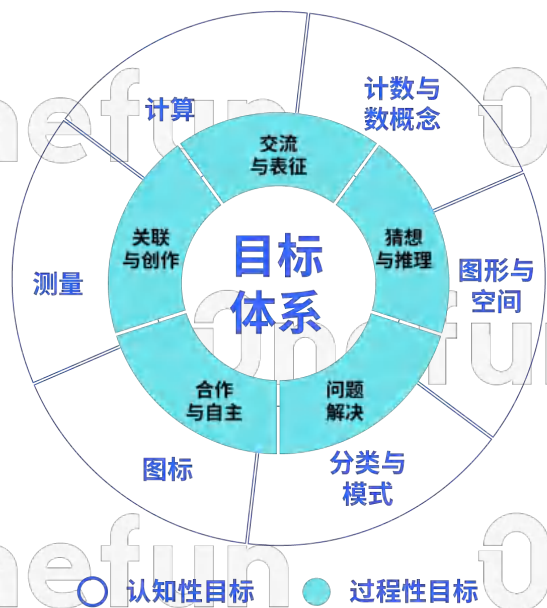 计算
计数与
数概念
交流
与表征
关联
与创作
猜想
与推理
目标
体系
测量
图形与
空间
合作
与自主
问题
解决
图标
分类与
模式
认知性目标
过程性目标
Onefun
Onefun
Onefun